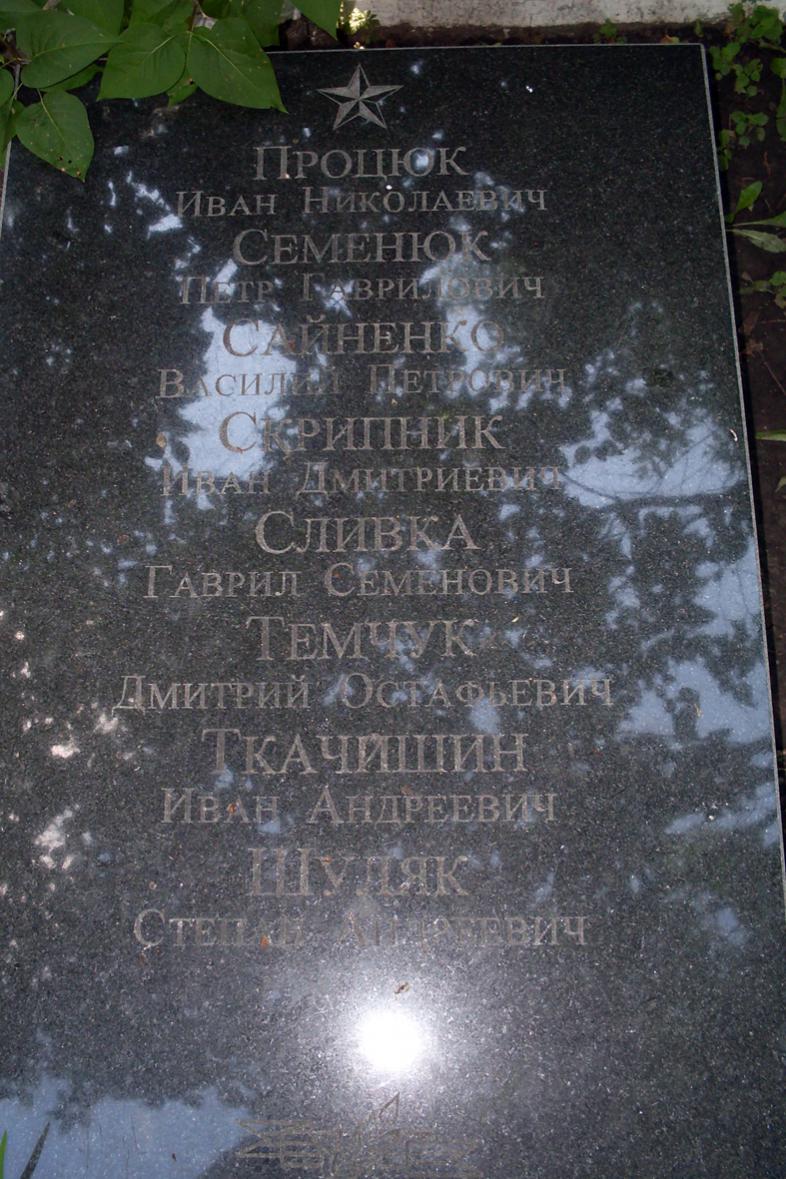 Процюк
Иван Николаевич
Семенюк
Петр Гаврилович
Сайненко
Василий Петрович
Скрипник
Иван Дмитриевич
Сливка
Гаврил Семенович
Темчук
Дмитрий Остафьевич
Ткачишин
Иван Андреевич
Шуляк
Степан Андреевич